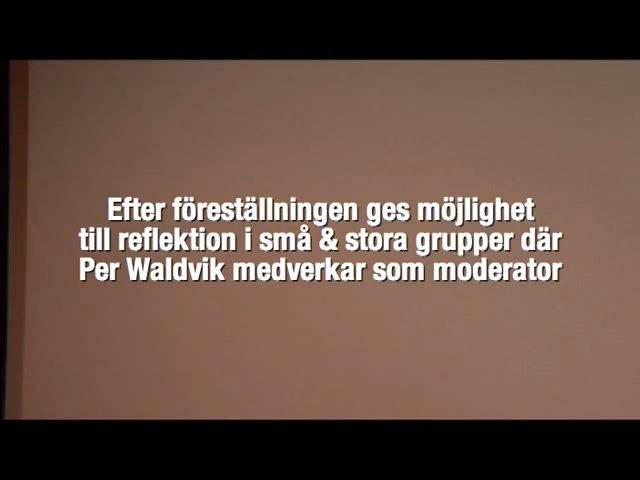 Efter föreställningen ges möjlighet
till reflektion i små & stora grupper där
Per Waldvik medverkar som moderator